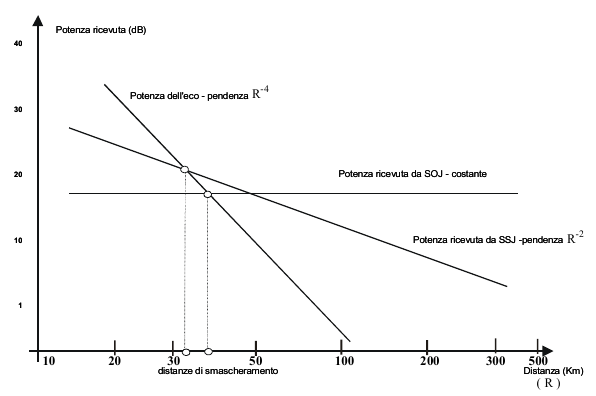 Potenza ricevuta (dB)
40
Potenza dell'eco - pendenza R-4
30
20
Potenza ricevuta da SOJ - costante
10
Potenza ricevuta da SSJ -pendenza R-2
1
10 20 30 50 100 200 300 500
distanze di smascheramento
Distanza (Km)
( R )